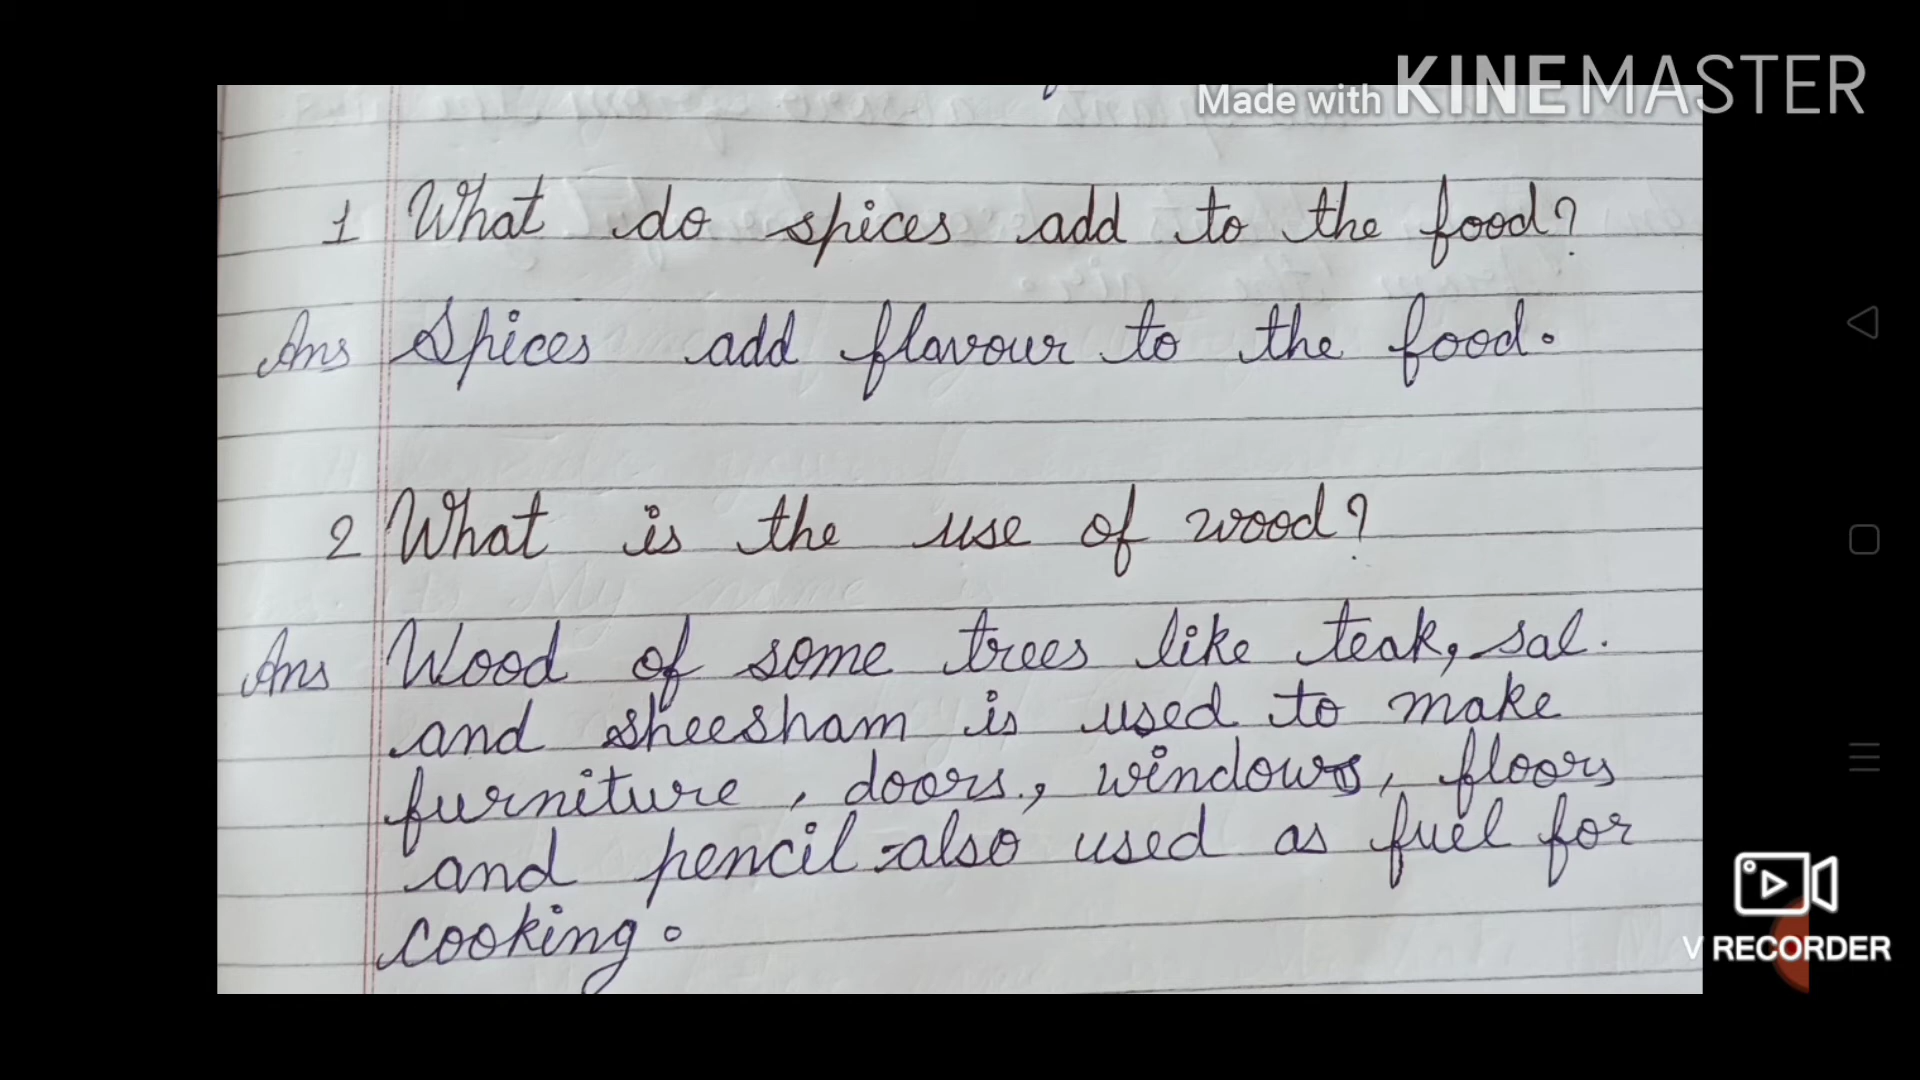 Made with KINEMASTER
1 What do spices add to the food?
Ans Spices add flavour to the food.
2 What is the use of wood?
Ans Wood of some trees like teak, sal.
and sheesham is used to make
furniture, doors, windows, floors
and pencil also used as fuel for
cooking.
V RECORDER